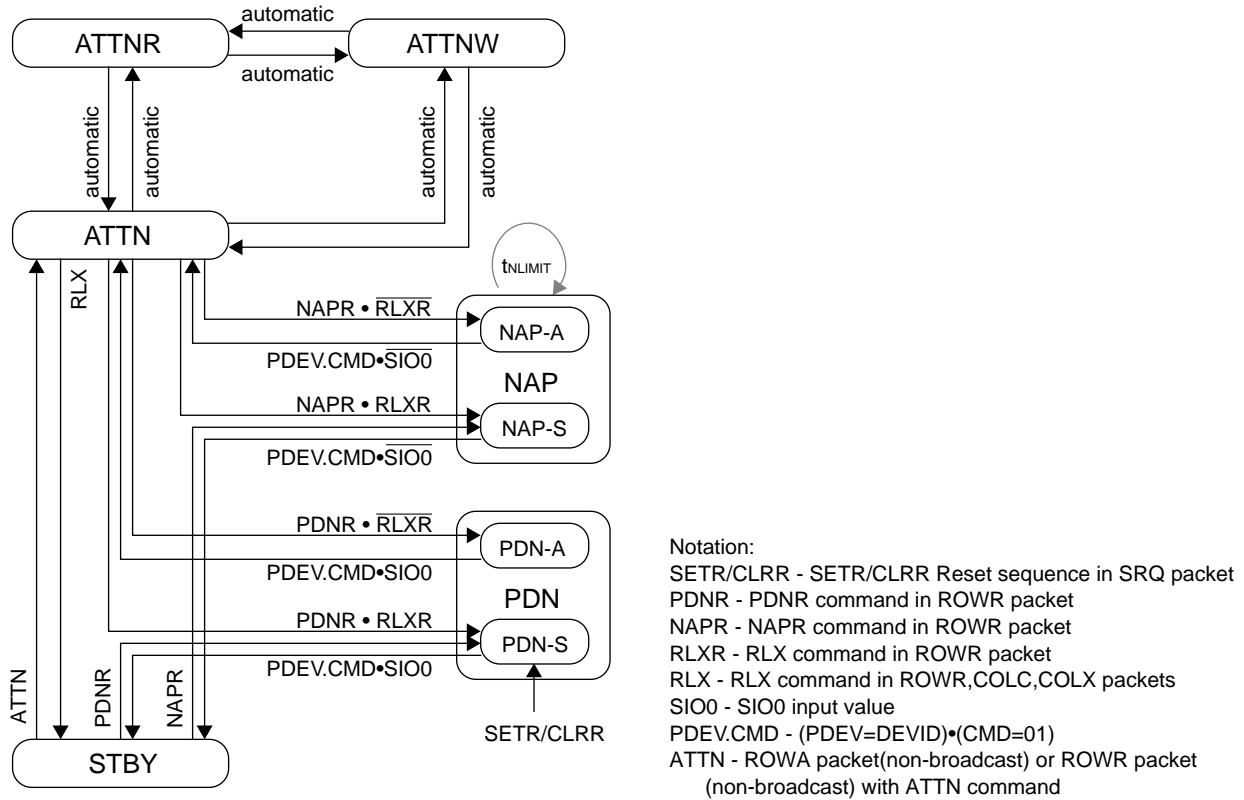 automatic
ATTNR
ATTNW
automatic
automatic
automatic
automatic
automatic
ATTN
RLX
tNLIMIT
NAPR • R̅L̅X̅R̅
NAP-A
PDEV.CMD•S̅I̅O̅0̅
NAP
NAPR • RLXR
NAP-S
PDEV.CMD•S̅I̅O̅0̅
PDNR • R̅L̅X̅R̅
PDN-A
PDEV.CMD•SIO0
PDN
PDNR • RLXR
PDN-S
PDEV.CMD•SIO0
ATTN
PDNR
NAPR
SETR/CLRR
STBY
Notation:
SETR/CLRR - SETR/CLRR Reset sequence in SRQ packet
PDNR - PDNR command in ROWR packet
NAPR - NAPR command in ROWR packet
RLXR - RLX command in ROWR packet
RLX - RLX command in ROWR,COLC,COLX packets
SIO0 - SIO0 input value
PDEV.CMD - (PDEV=DEVID)•(CMD=01)
ATTN - ROWA packet(non-broadcast) or ROWR packet
(non-broadcast) with ATTN command